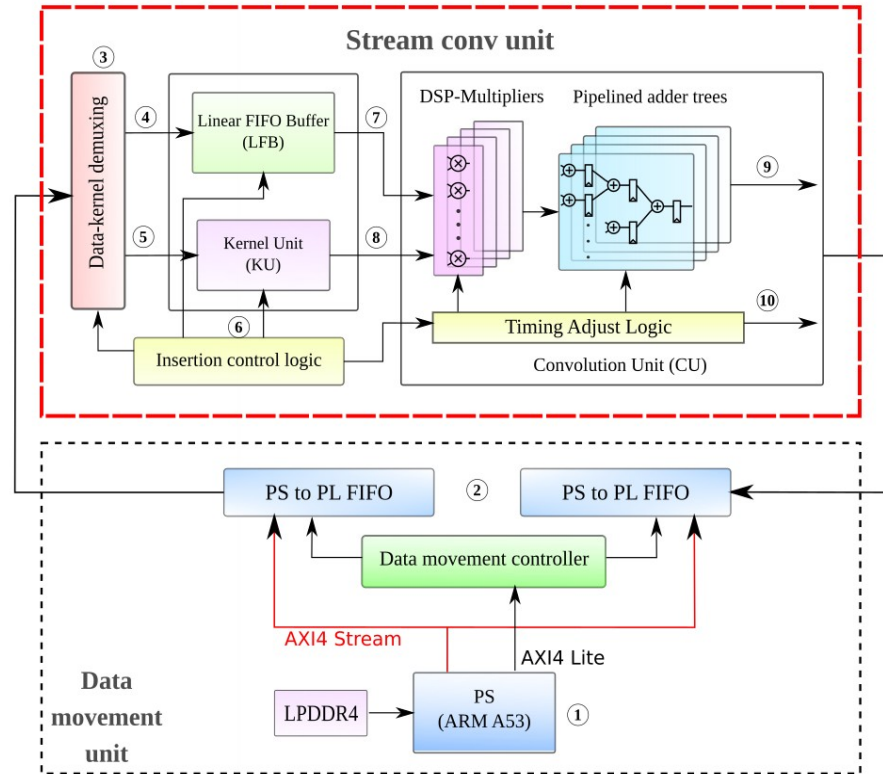 Stream conv unit
3
Data-kernel demuxing
4
Linear FIFO Buffer
(LFB)
7
5
Kernel Unit
(KU)
8
6
Insertion control logic
DSP-Multipliers
Pipelined adder trees
9
10
Timing Adjust Logic
Convolution Unit (CU)
PS to PL FIFO
2
PS to PL FIFO
Data movement controller
AXI4 Stream
AXI4 Lite
Data
movement
unit
LPDDR4
PS
(ARM A53)
1